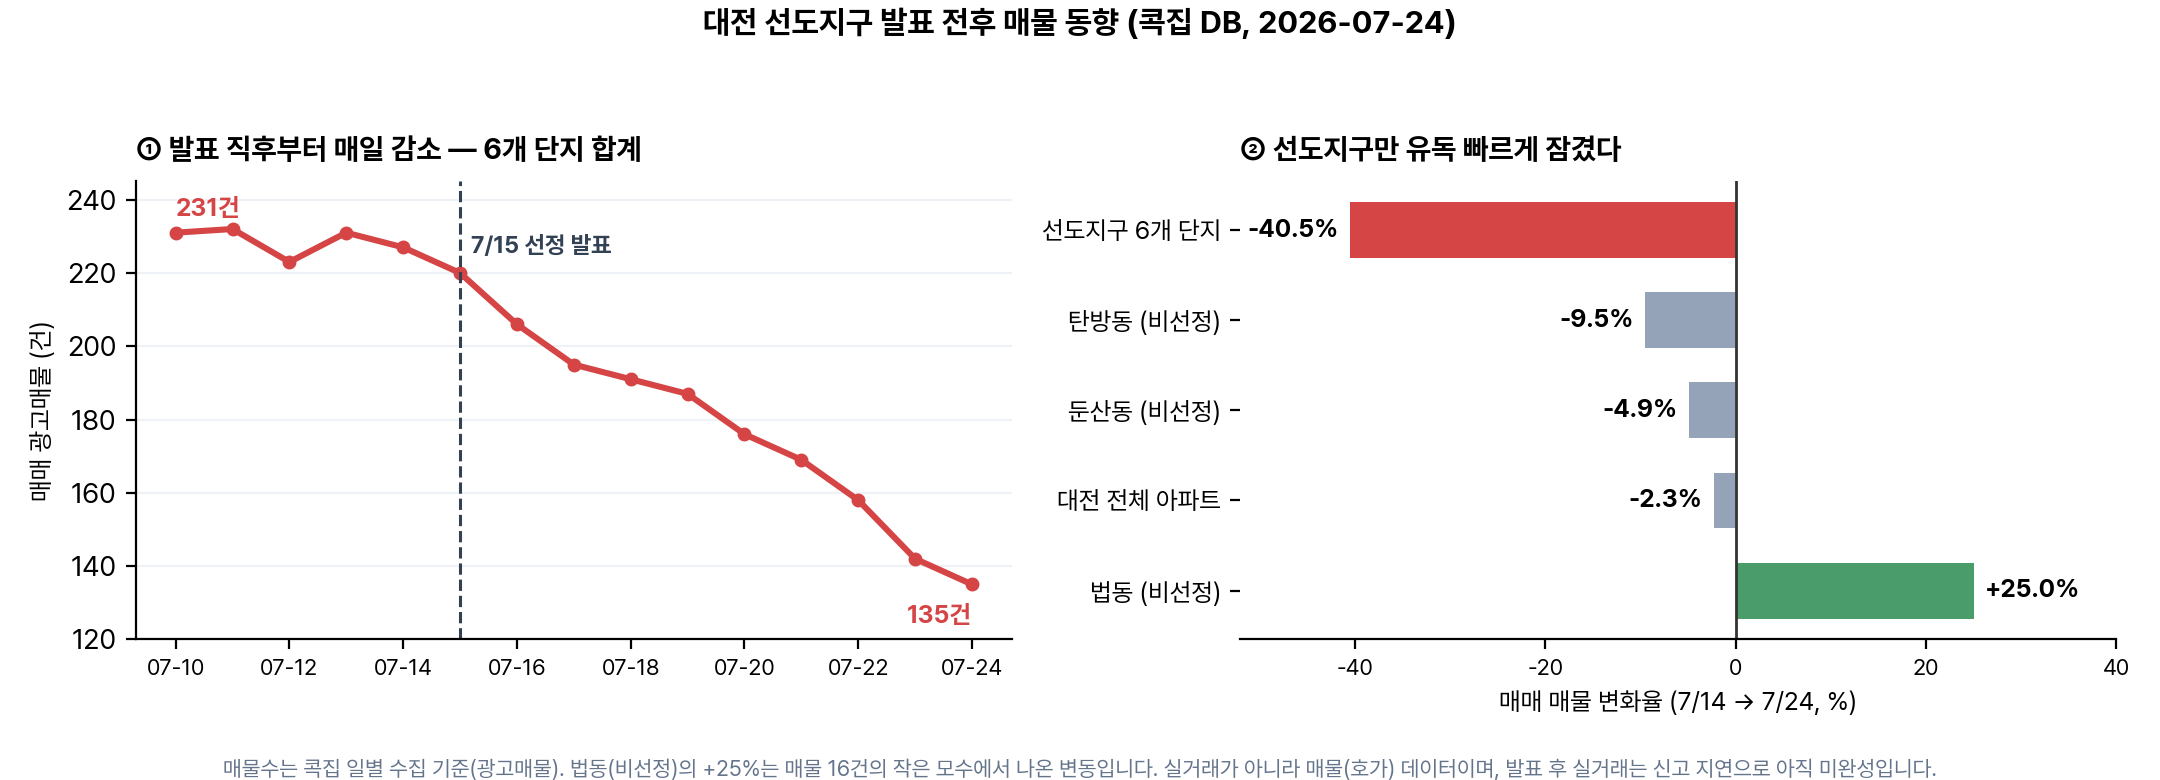 대전 선도지구 발표 전후 매물 동향 (콕집 DB, 2026-07-24)
① 발표 직후부터 매일 감소 — 6개 단지 합계
매매 광고매물 (건)
240
220
200
180
160
140
120
231건
7/15 선정 발표
135건
07-10
07-12
07-14
07-16
07-18
07-20
07-22
07-24
② 선도지구만 유독 빠르게 잠겼다
선도지구 6개 단지 -40.5%
탄방동 (비선정) -9.5%
둔산동 (비선정) -4.9%
대전 전체 아파트 -2.3%
법동 (비선정) +25.0%
-40
-20
0
20
40
매매 매물 변화율 (7/14 → 7/24, %)
매물수는 콕집 일별 수집 기준(광고매물). 법동(비선정)의 +25%는 매물 16건의 작은 모수에서 나온 변동입니다. 실거래가 아니라 매물(호가) 데이터이며, 발표 후 실거래는 신고 지연으로 아직 미완성입니다.